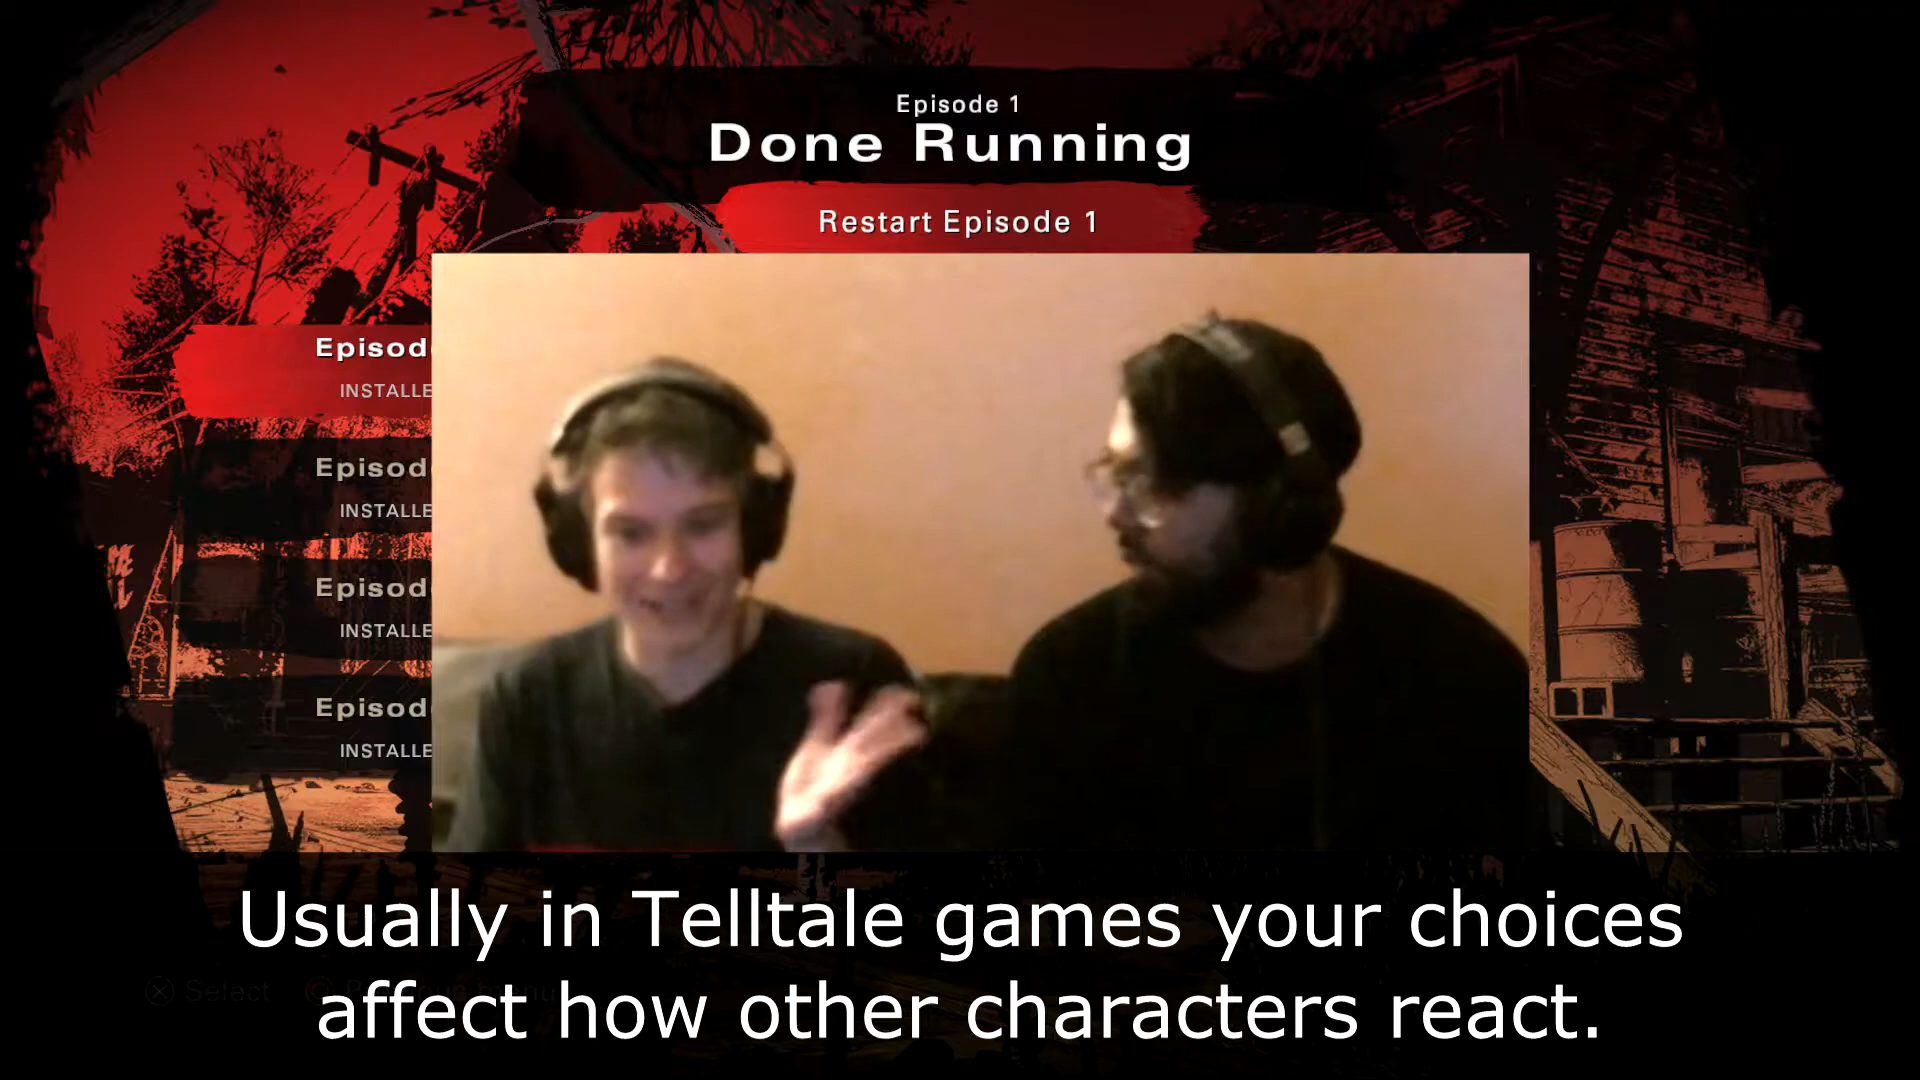 Episode 1
Done Running
Restart Episode 1
Episod
INSTALLE
Episod
INSTALLE
Episod
INSTALLE
Episod
INSTALLE
Select
Usually in Telltale games your choices
affect how other characters react.